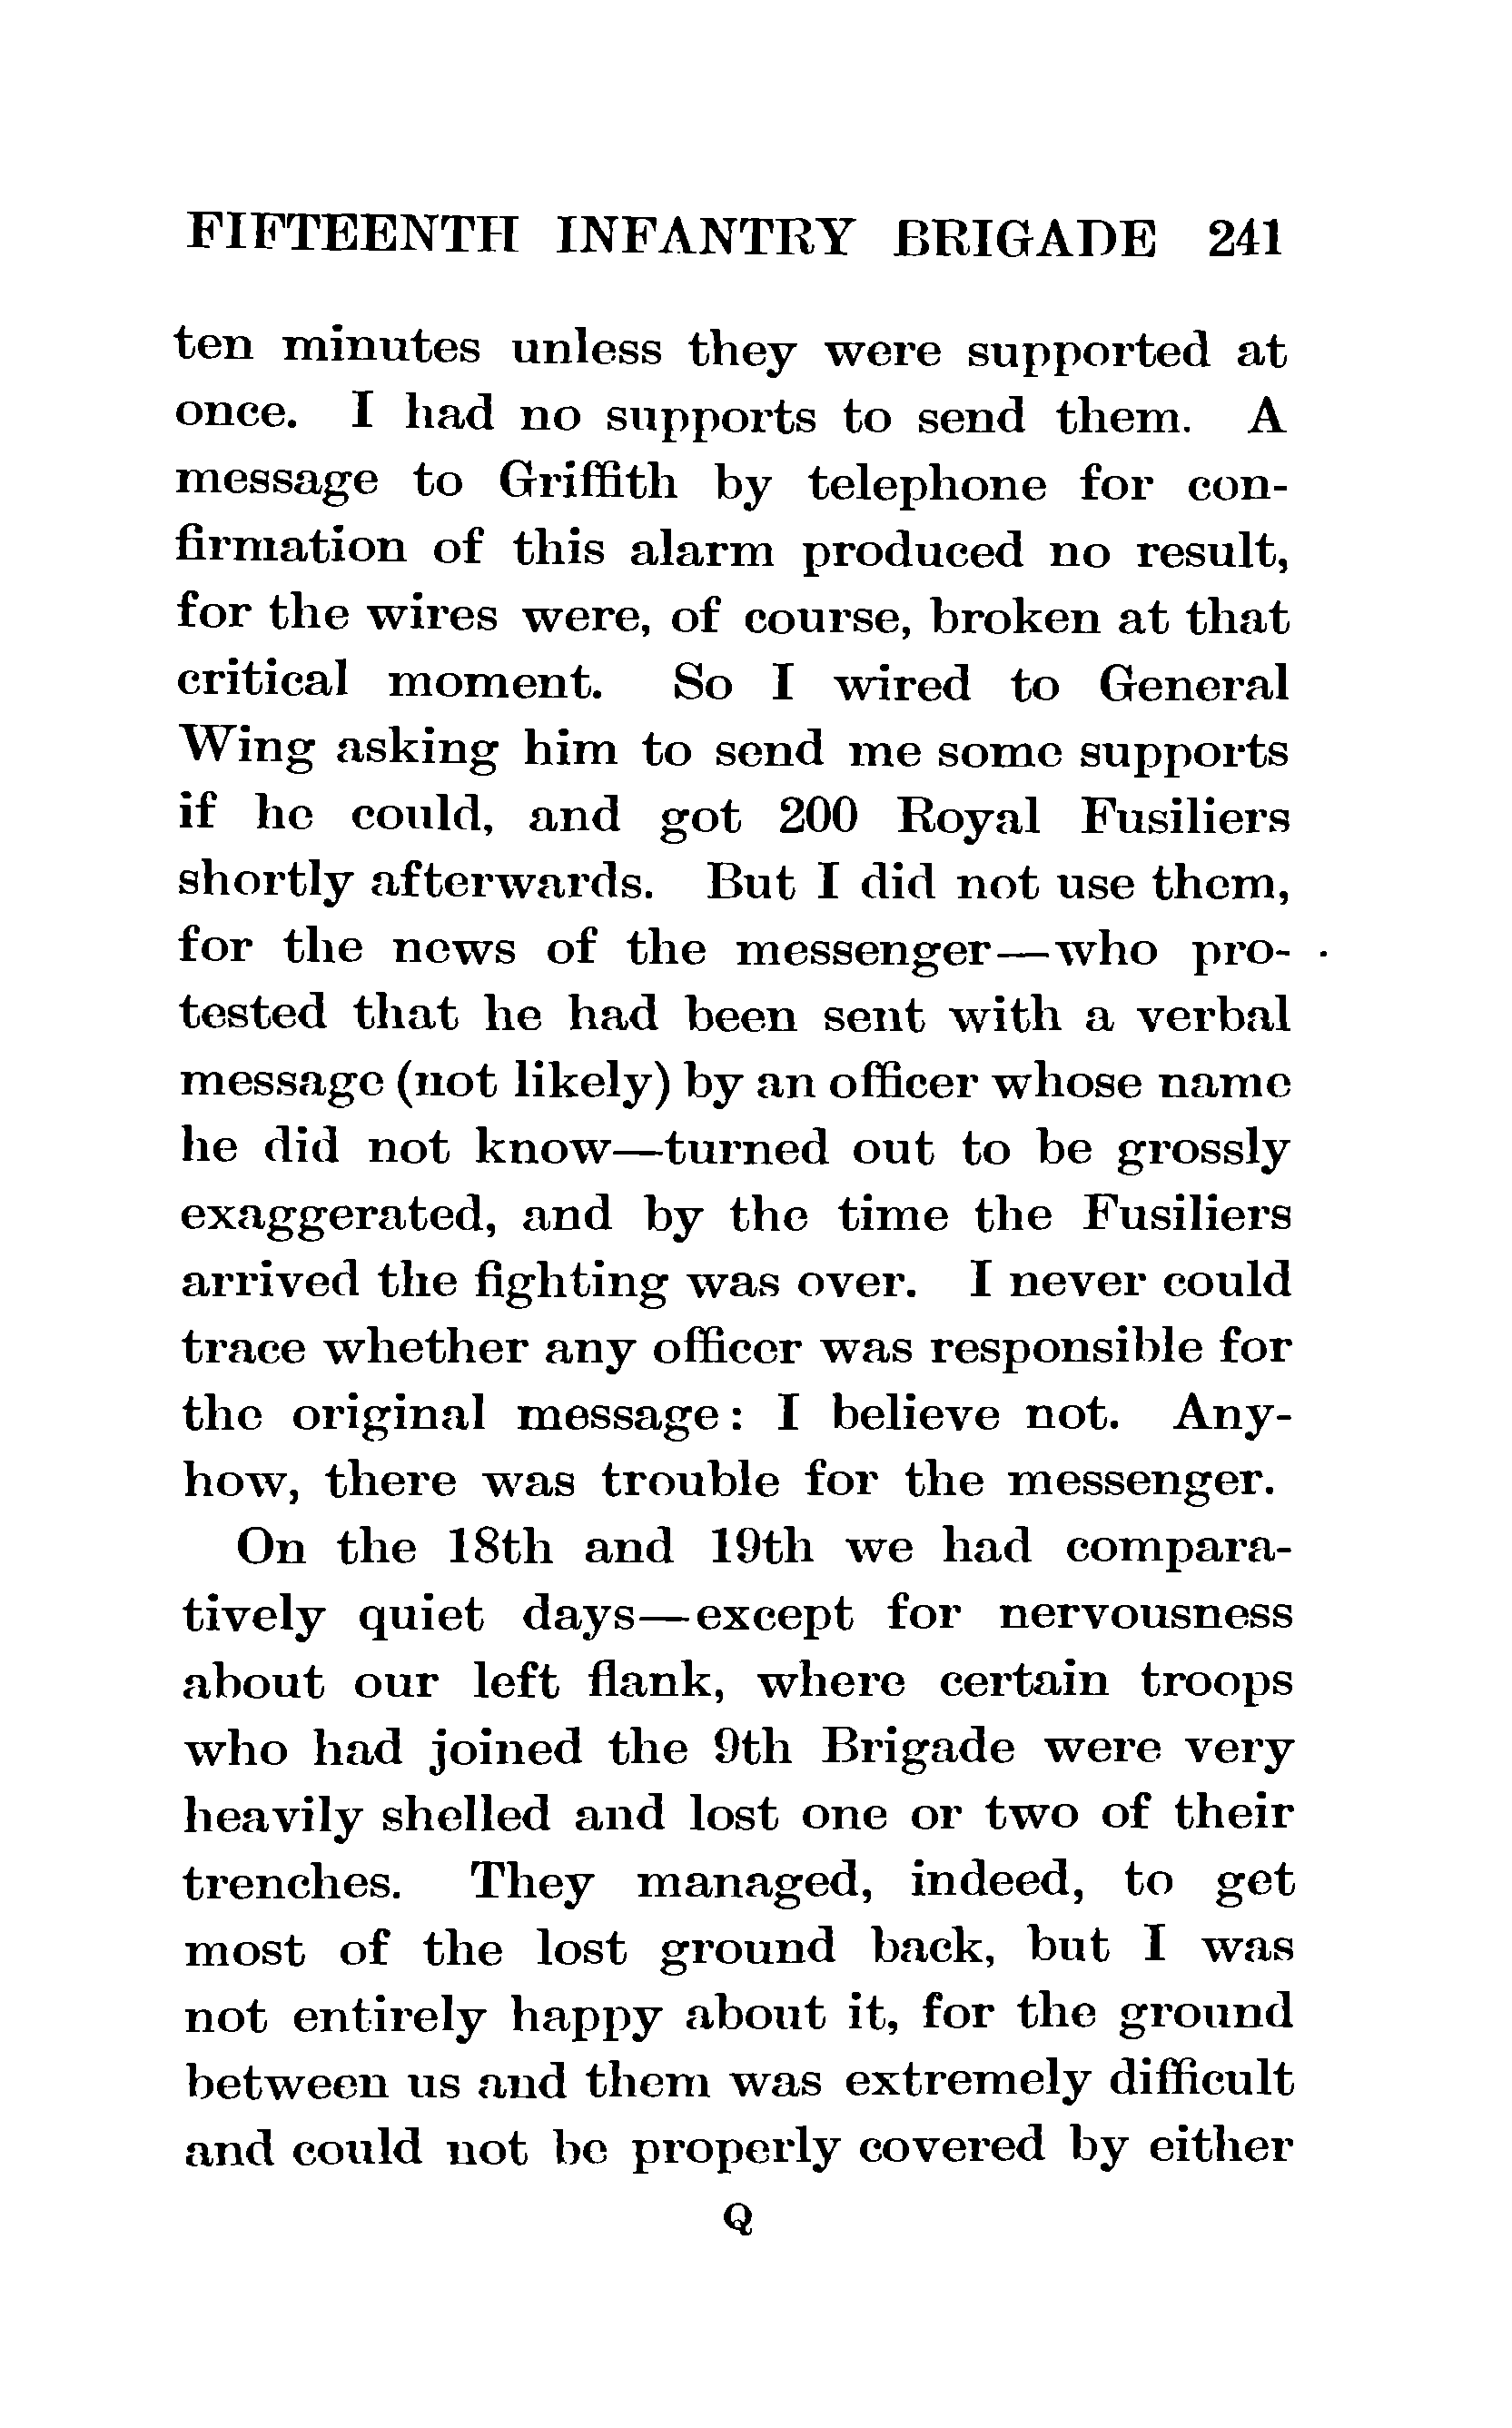 FIFTEENTH INFANTRY BRIGADE 241
ten minutes unless they were supported at
once. I had no supports to send them. A
message to Griffith by telephone for con-
firmation of this alarm produced no result,
for the wires were, of course, broken at that
critical moment. So I wired to General
Wing asking him to send me some supports
if he could, and got 200 Royal Fusiliers
shortly afterwards. But I did not use them,
for the news of the messenger—who pro-
tested that he had been sent with a verbal
message (not likely) by an officer whose name
he did not know—turned out to be grossly
exaggerated, and by the time the Fusiliers
arrived the fighting was over. I never could
trace whether any officer was responsible for
the original message: I believe not. Any-
how, there was trouble for the messenger.
On the 18th and 19th we had compara-
tively quiet days—except for nervousness
about our left flank, where certain troops
who had joined the 9th Brigade were very
heavily shelled and lost one or two of their
trenches. They managed, indeed, to get
most of the lost ground back, but I was
not entirely happy about it, for the ground
between us and them was extremely difficult
and could not be properly covered by either
Q